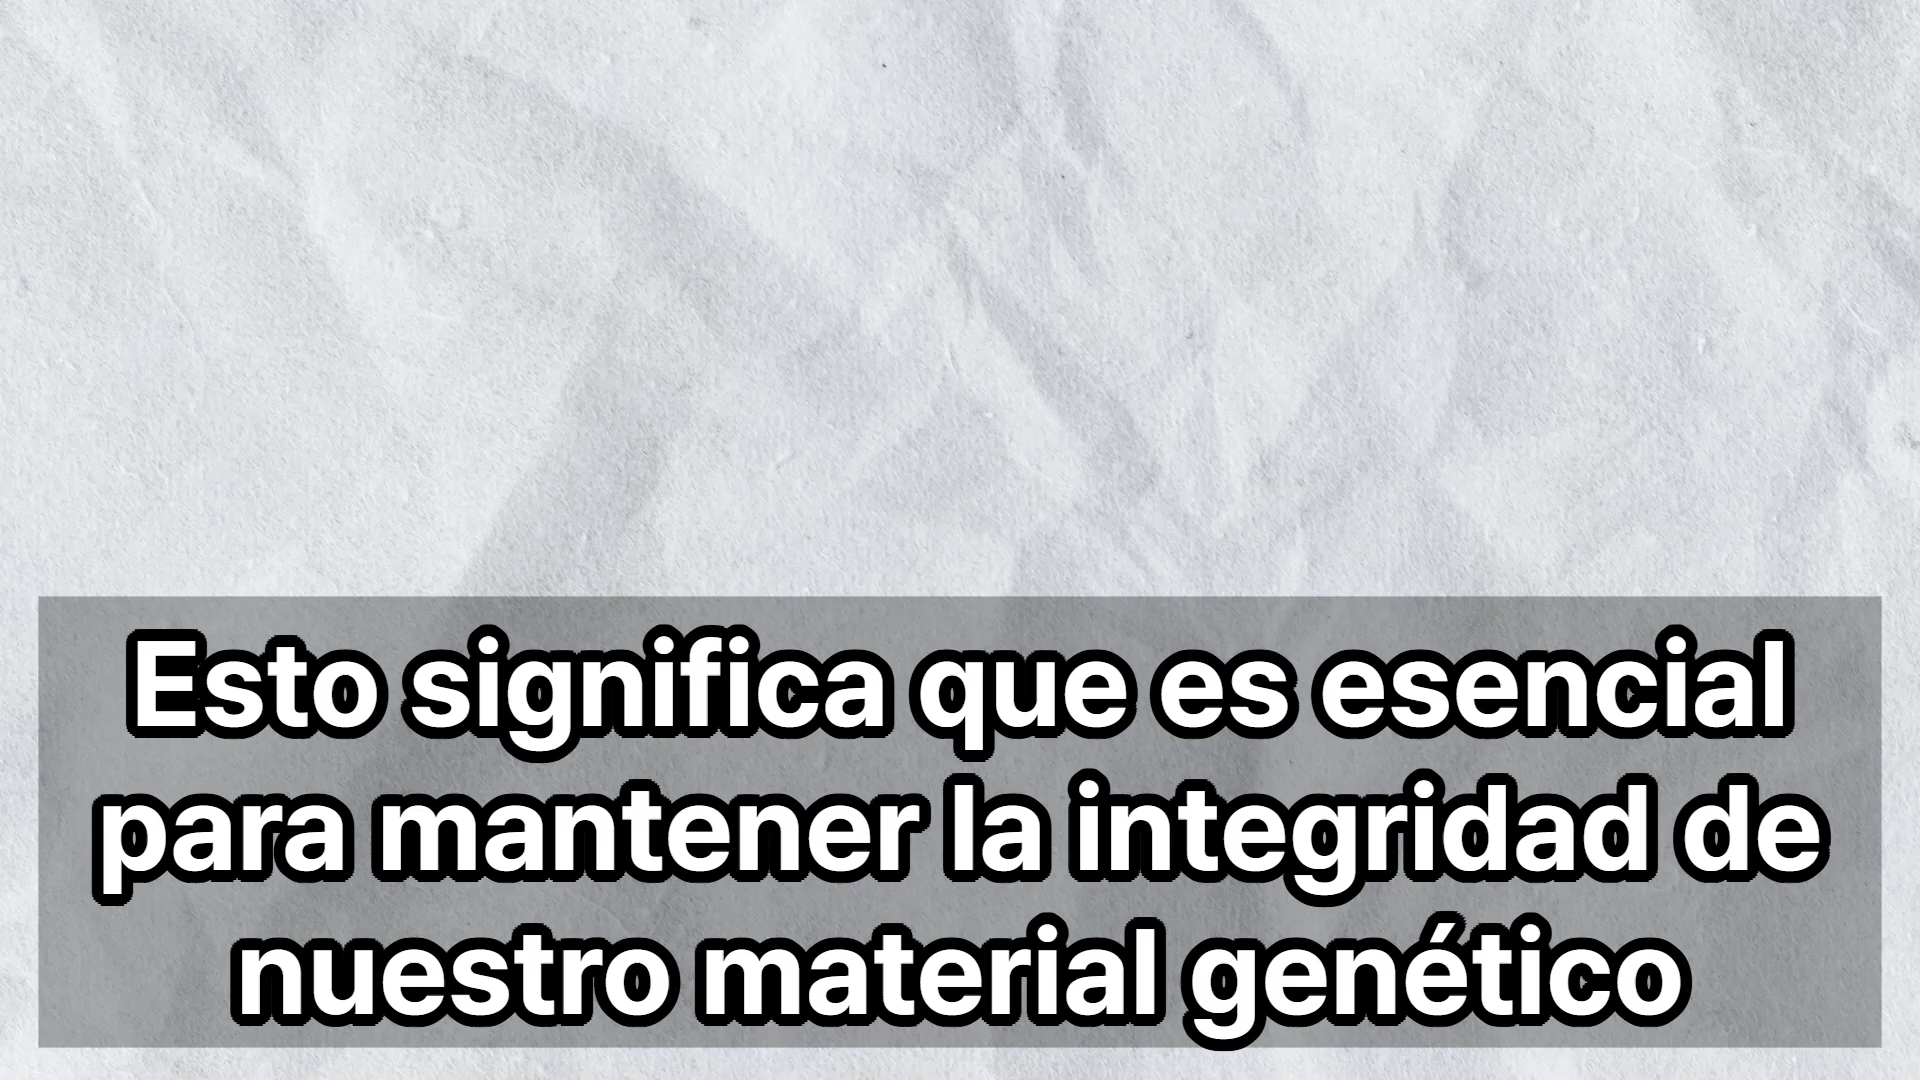 Esto significa que es esencial
para mantener la integridad de
nuestro material genético